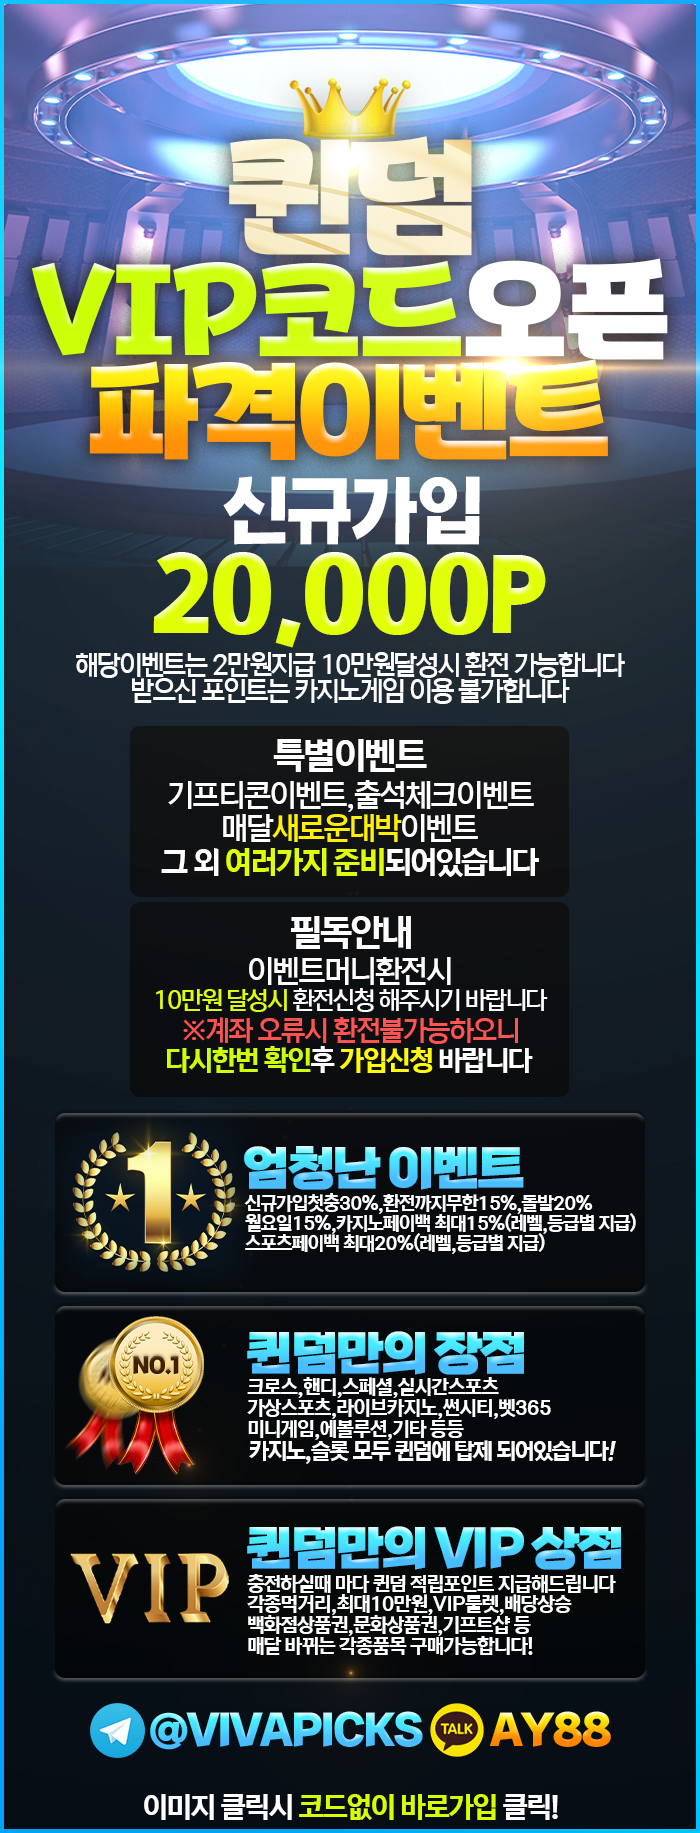 퀸덤
VIP코드오픈
파격이벤트
신규가입
20,000P
해당이벤트는 2만원지급 10만원달성시 환전 가능합니다
받으신 포인트는 카지노게임 이용 불가합니다
특별이벤트
기프티콘이벤트,출석체크이벤트
매달새로운대박이벤트
그 외 여러가지 준비되어있습니다
필독안내
이벤트머니환전시
10만원 달성시 환전신청 해주시기 바랍니다
※계좌 오류시 환전불가능하오니
다시한번 확인후 가입신청 바랍니다
1
엄청난 이벤트
신규가입첫충30%,환전까지무한15%,돌발20%
월요일15%,카지노페이백 최대15%(레벨,등급별 지급)
스포츠페이백 최대20%(레벨,등급별 지급)
NO.1
퀸덤만의 장점
크로스,핸디,스페셜,실시간스포츠
가상스포츠,라이브카지노,썬시티,벳365
미니게임,에볼루션,기타 등등
카지노,슬롯 모두 퀸덤에 탑제 되어있습니다!
VIP
퀸덤만의 VIP 상점
충전하실때 마다 퀸덤 적립포인트 지급해드립니다
각종먹거리,최대10만원,VIP룰렛,배당상승
백화점상품권,문화상품권,기프트샵 등
매달 바뀌는 각종품목 구매가능합니다!
@VIVAPICKS TALK AY88
이미지 클릭시 코드없이 바로가입 클릭!